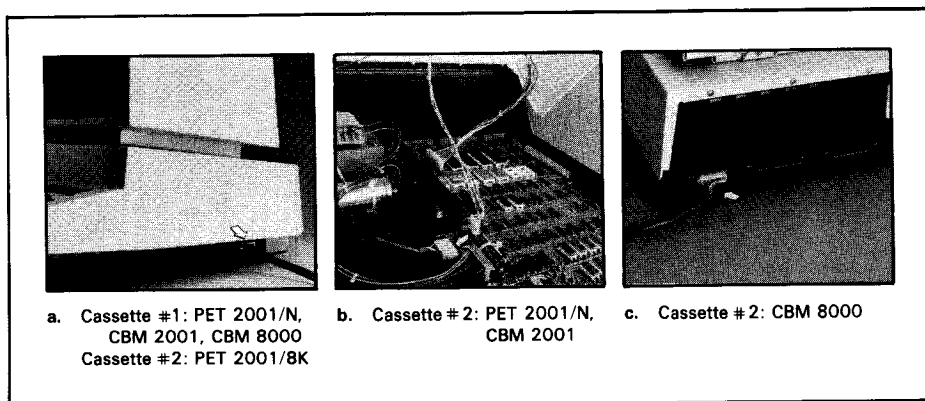 a. Cassette #1: PET 2001/N,
CBM 2001, CBM 8000
Cassette #2: PET 2001/8K
b. Cassette #2: PET 2001/N,
CBM 2001
c. Cassette #2: CBM 8000